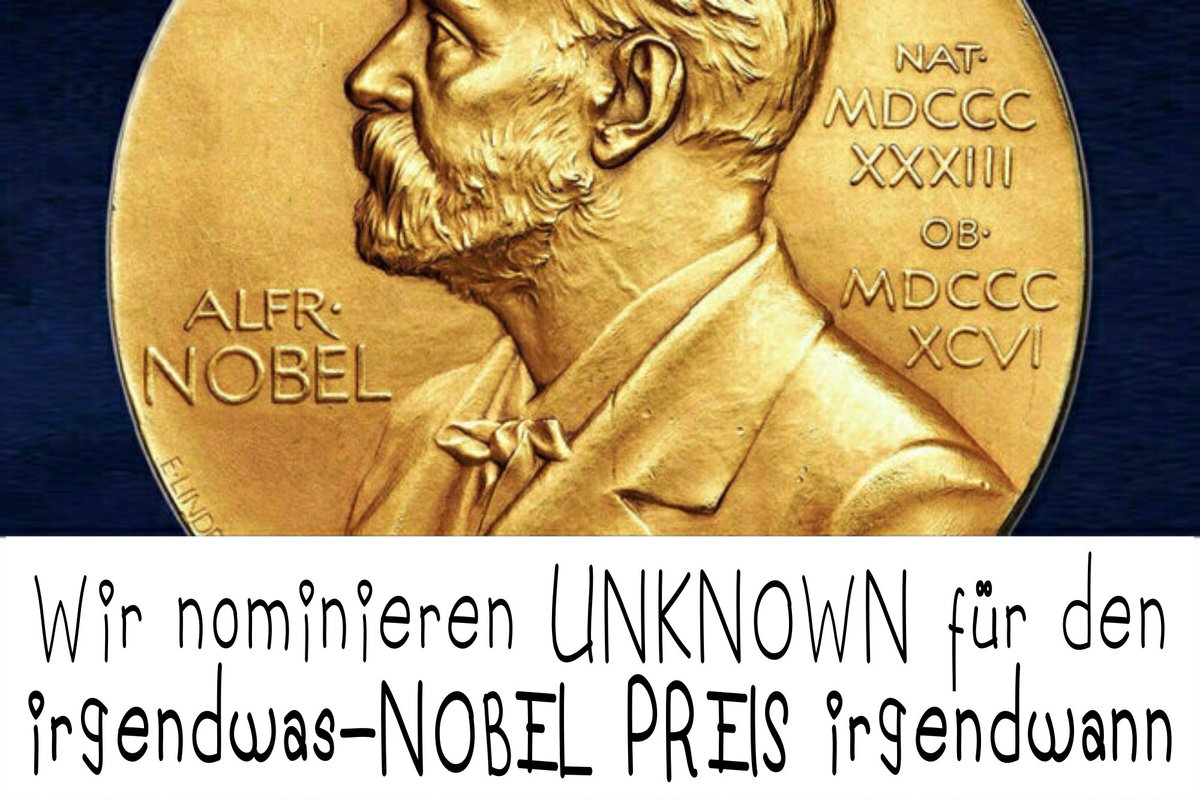 NAT·
MDCCC
XXXIII
OB·
MDCCC
XCVI
ALFR·
NOBEL
Wir nominieren UNKNOWN für den
irgendwas-NOBEL PREIS irgendwann